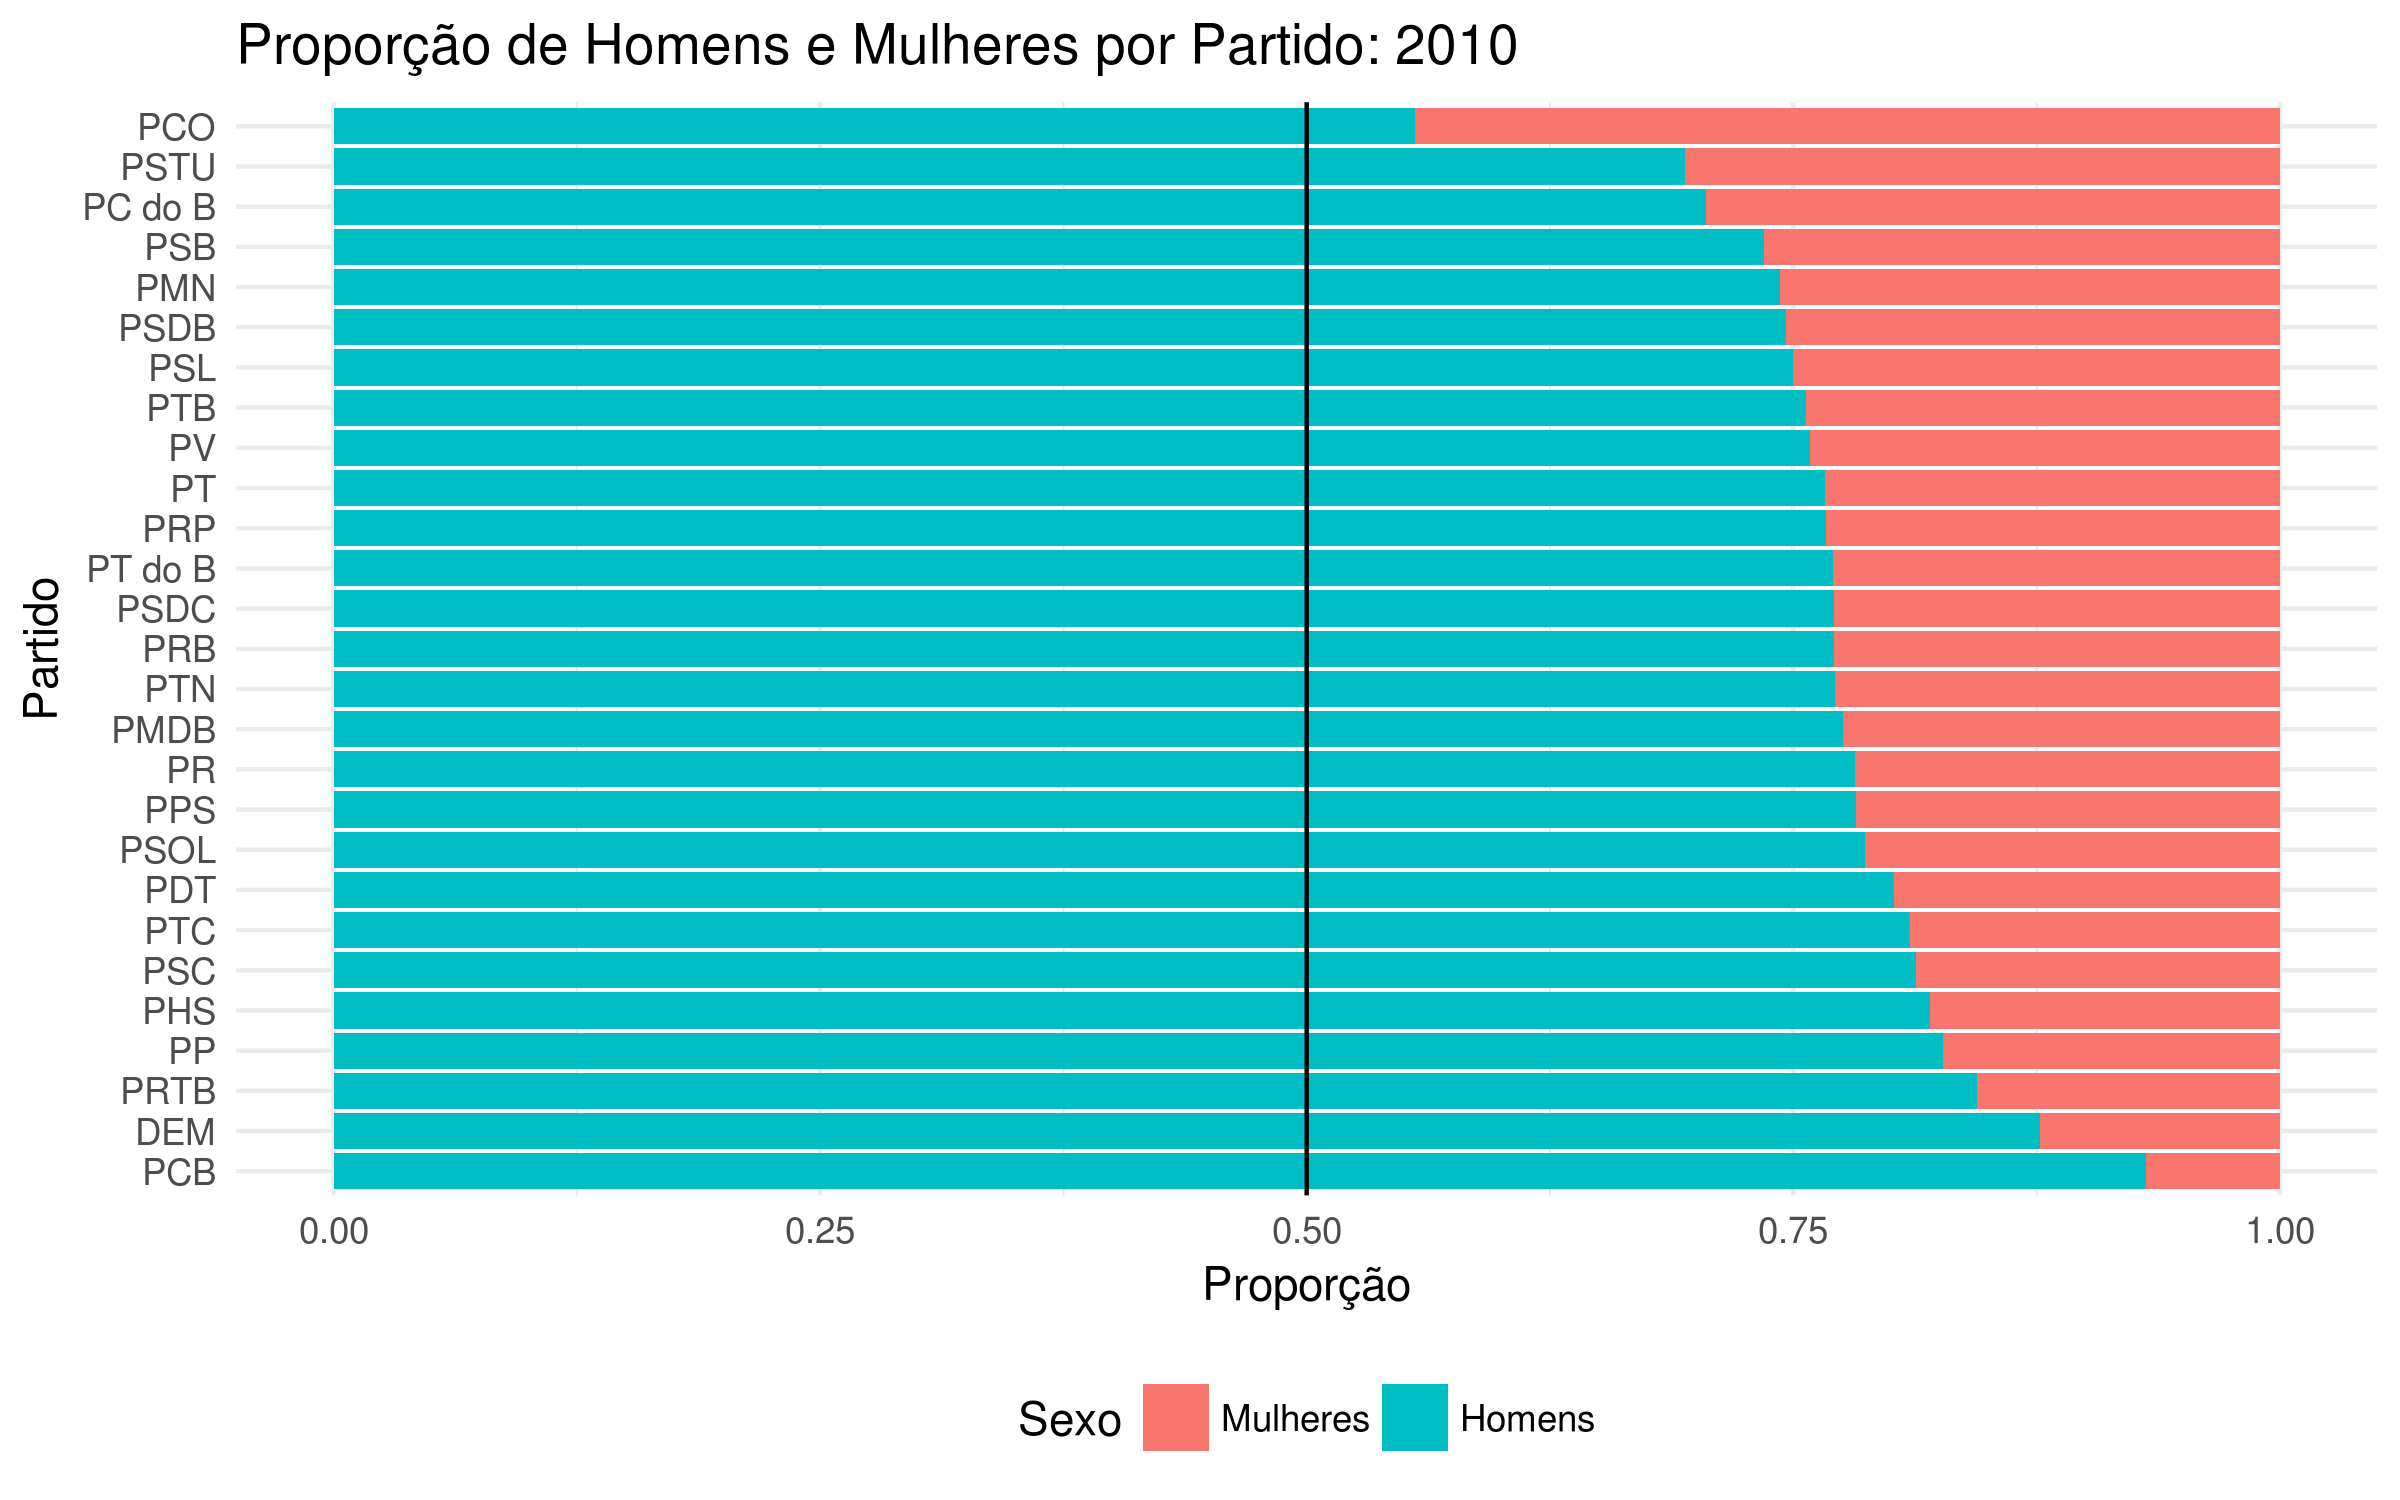 Proporção de Homens e Mulheres por Partido: 2010
PCO
PSTU
PC do B
PSB
PMN
PSDB
PSL
PTB
PV
PT
PRP
PT do B
PSDC
PRB
PTN
PMDB
PR
PPS
PSOL
PDT
PTC
PSC
PHS
PP
PRTB
DEM
PCB
Partido
0.00 0.25 0.50 0.75 1.00
Proporção
Sexo Mulheres Homens